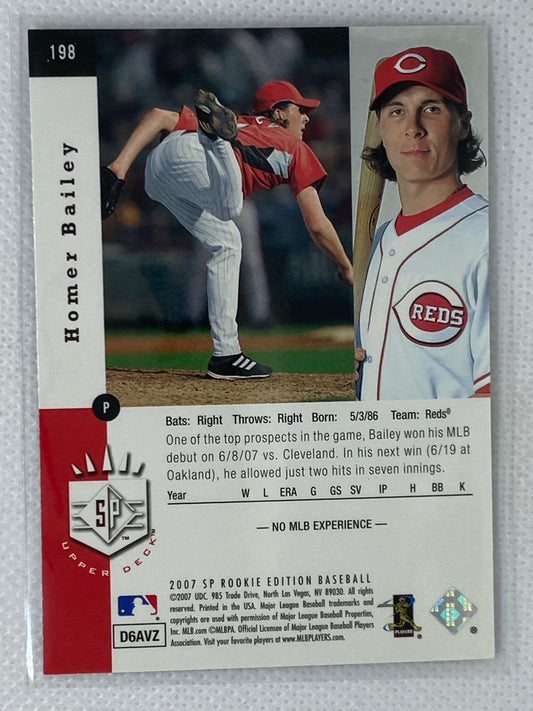 198
Homer Bailey
C
REDS
P
Bats: Right Throws: Right Born: 5/3/86 Team: Reds®
One of the top prospects in the game, Bailey won his MLB
debut on 6/8/07 vs. Cleveland. In his next win (6/19 at
Oakland), he allowed just two hits in seven innings.
Year W L ERA G GS SV IP H BB K
— NO MLB EXPERIENCE —
SP™
UPPER DECK™
2007 SP ROOKIE EDITION BASEBALL
©2007 UDC. 985 Trade Drive, North Las Vegas, NV 89030. All rights
reserved. Printed in the USA. Major League Baseball trademarks and
copyrights are used with permission of Major League Baseball Properties,
Inc. MLB.com ©MLBPA. Official Licensee of Major League Baseball Players
Association. Visit your favorite players at www.MLBPLAYERS.com.
D6AVZ
PLAYERS